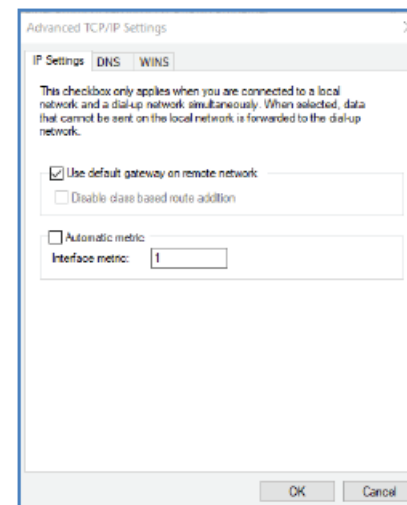 Advanced TCP/IP Settings
IP Settings DNS WINS
This checkbox only applies when you are connected to a local
network and a dial-up network simultaneously. When selected, data
that cannot be sent on the local network is forwarded to the dial-up
network.
Use default gateway on remote network
Disable class based route addition
Automatic metric
Interface metric: 1
OK Cancel